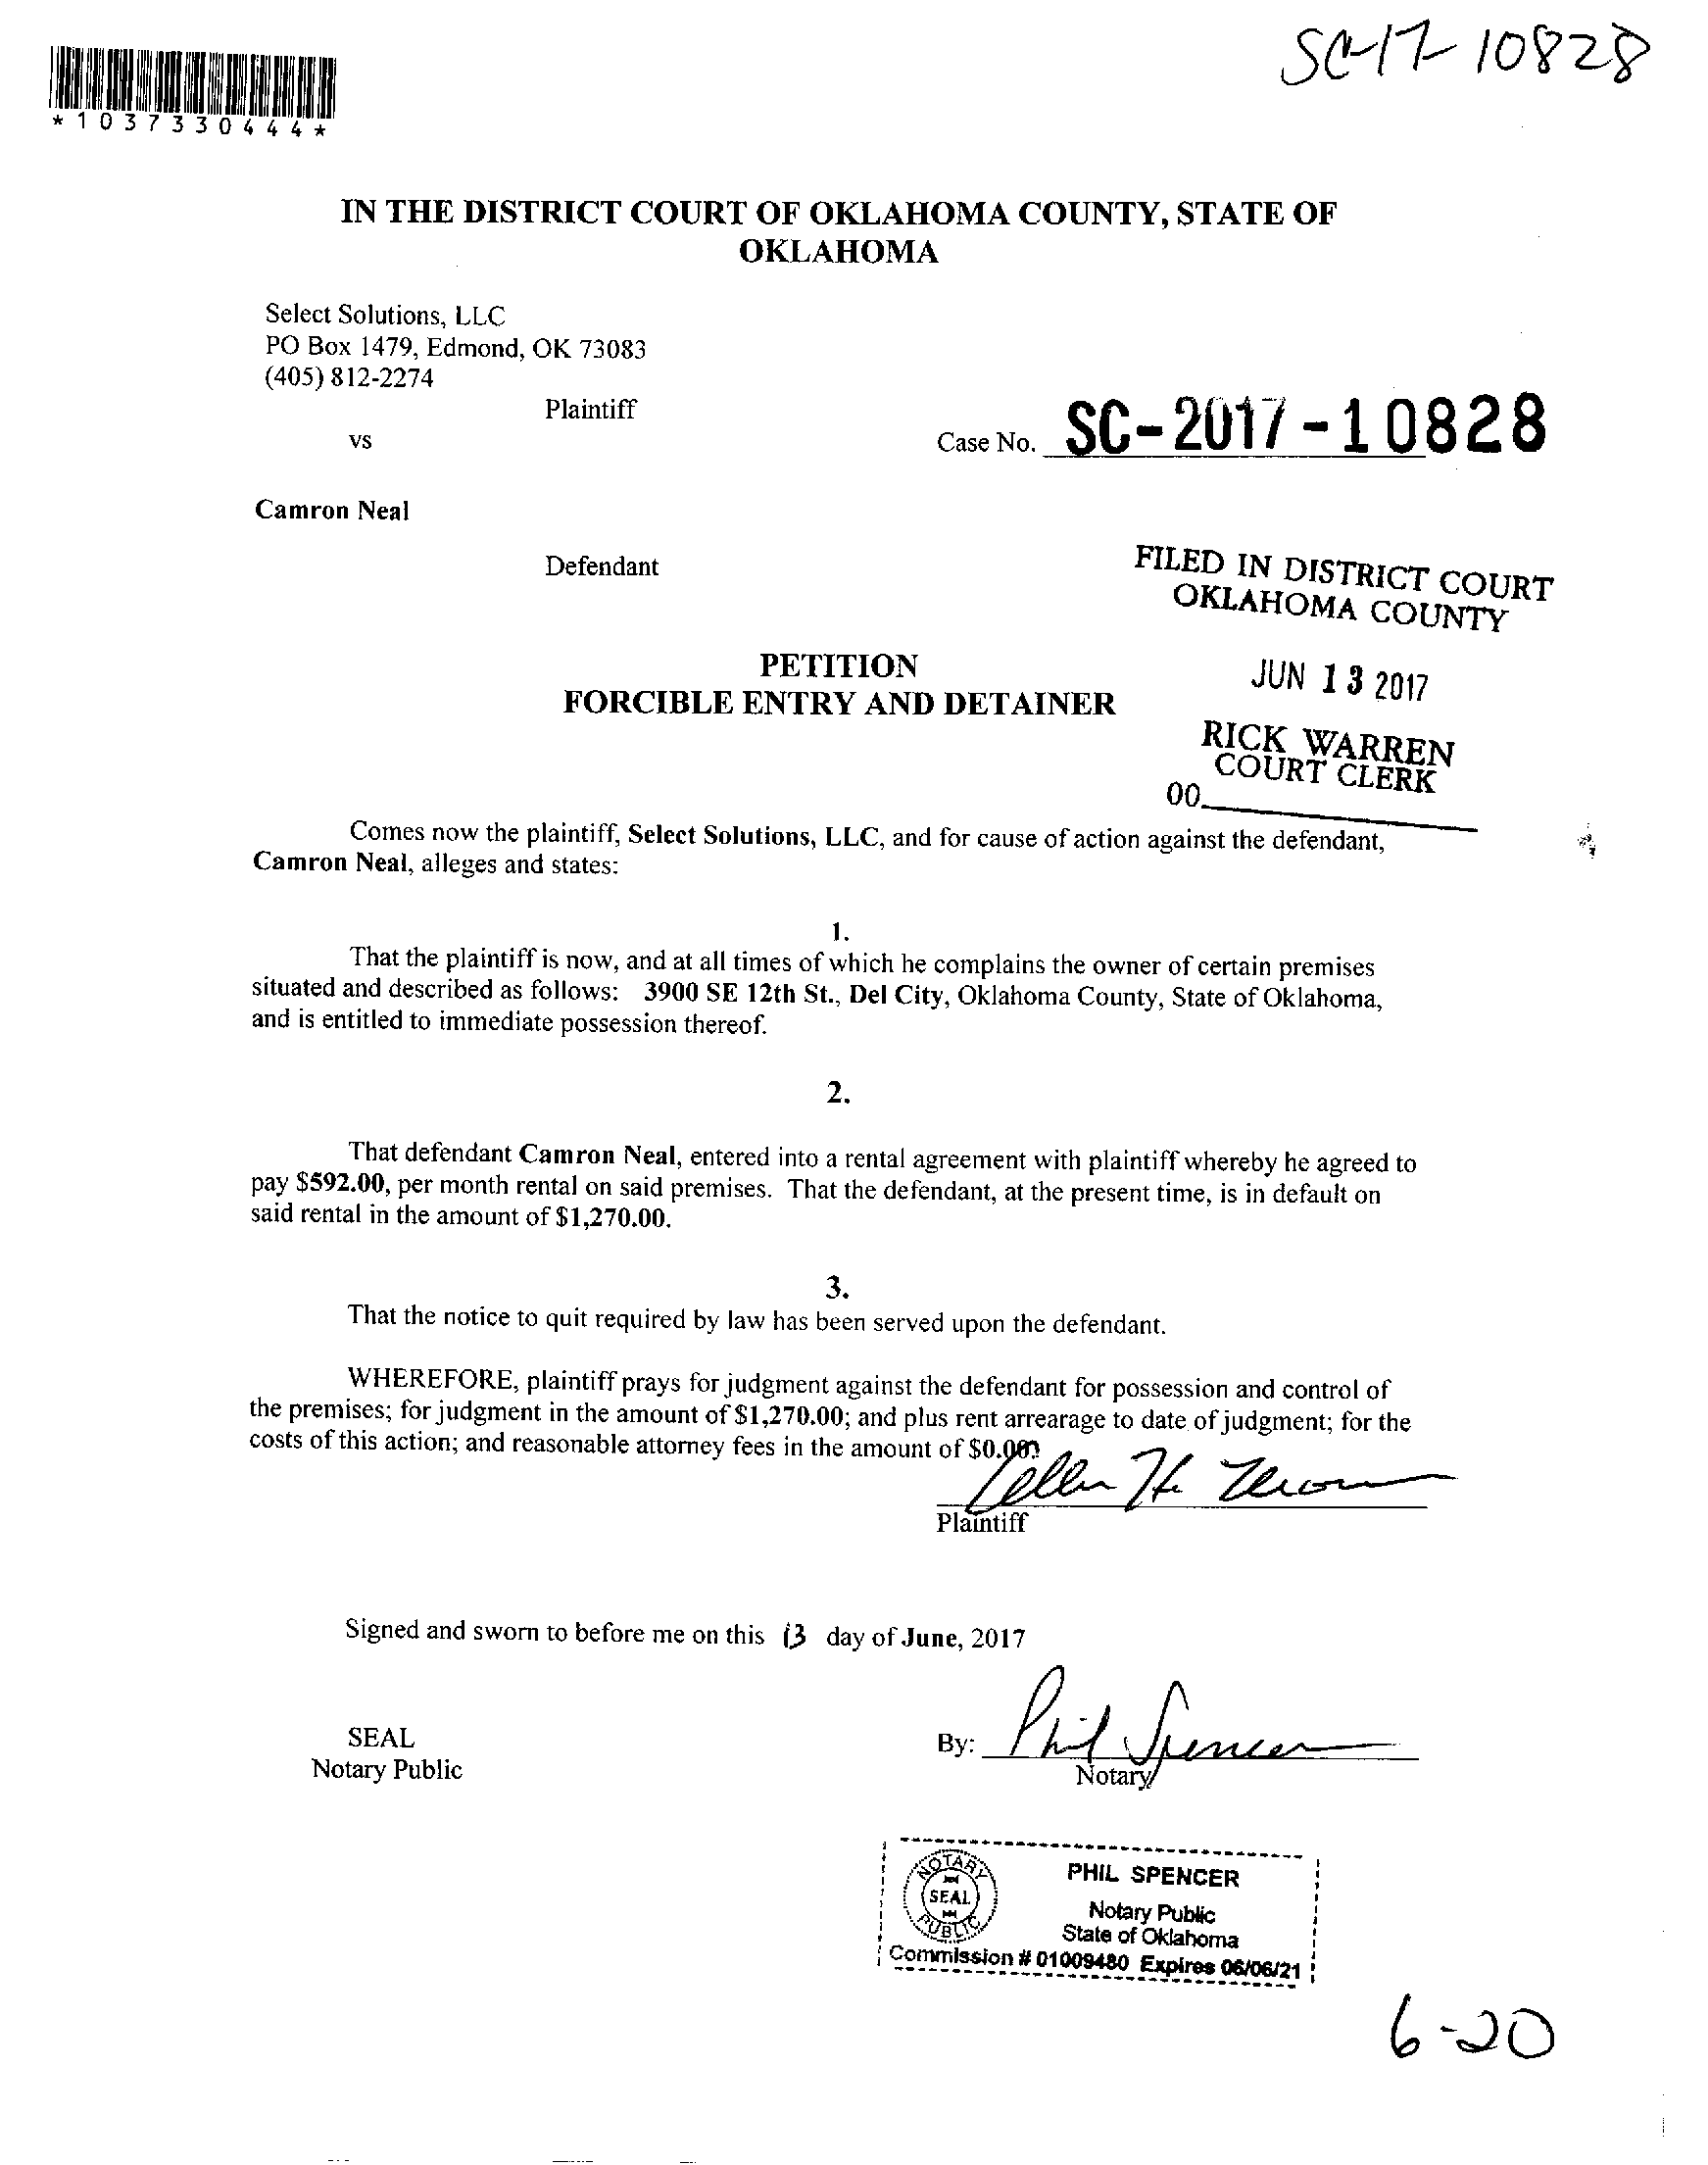 SC-17-10828
*1037330444*
IN THE DISTRICT COURT OF OKLAHOMA COUNTY, STATE OF
OKLAHOMA
Select Solutions, LLC
PO Box 1479, Edmond, OK 73083
(405) 812-2274
Plaintiff
vs
Case No. SC-2017-10828
Camron Neal
Defendant
FILED IN DISTRICT COURT
OKLAHOMA COUNTY
JUN 13 2017
RICK WARREN
COURT CLERK
00
PETITION
FORCIBLE ENTRY AND DETAINER
Comes now the plaintiff, Select Solutions, LLC, and for cause of action against the defendant,
Camron Neal, alleges and states:
1.
That the plaintiff is now, and at all times of which he complains the owner of certain premises
situated and described as follows: 3900 SE 12th St., Del City, Oklahoma County, State of Oklahoma,
and is entitled to immediate possession thereof.
2.
That defendant Camron Neal, entered into a rental agreement with plaintiff whereby he agreed to
pay $592.00, per month rental on said premises. That the defendant, at the present time, is in default on
said rental in the amount of $1,270.00.
3.
That the notice to quit required by law has been served upon the defendant.
WHEREFORE, plaintiff prays for judgment against the defendant for possession and control of
the premises; for judgment in the amount of $1,270.00; and plus rent arrearage to date of judgment; for the
costs of this action; and reasonable attorney fees in the amount of $0.00.
Plaintiff
Signed and sworn to before me on this 13 day of June, 2017
SEAL
Notary Public
By: Phil Spencer
Notary
NOTARY
SEAL
PUBLIC
PHIL SPENCER
Notary Public
State of Oklahoma
Commission # 01009480 Expires 06/06/21
6-20